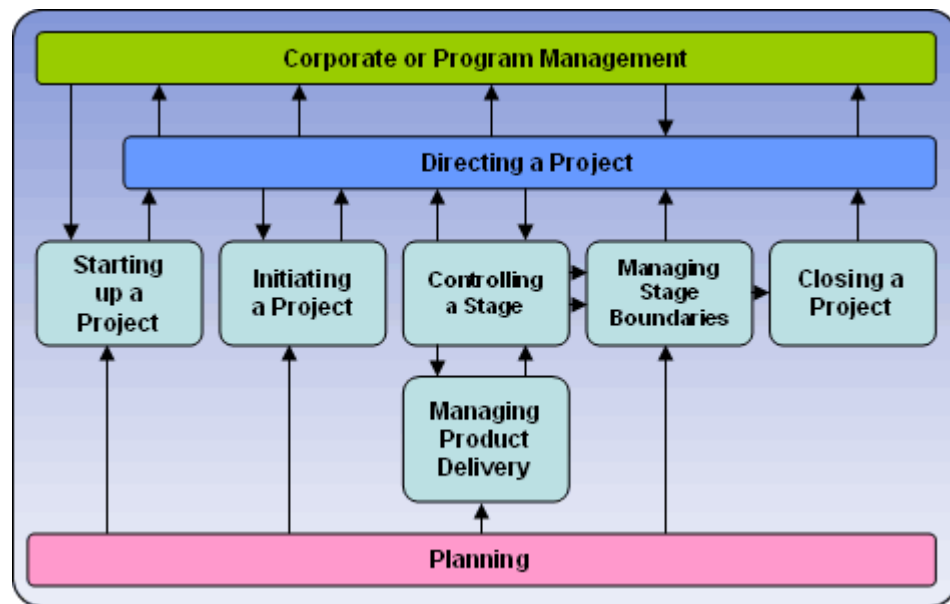 Corporate or Program Management
Directing a Project
Starting
up a
Project
Initiating
a Project
Controlling
a Stage
Managing
Stage
Boundaries
Closing a
Project
Managing
Product
Delivery
Planning